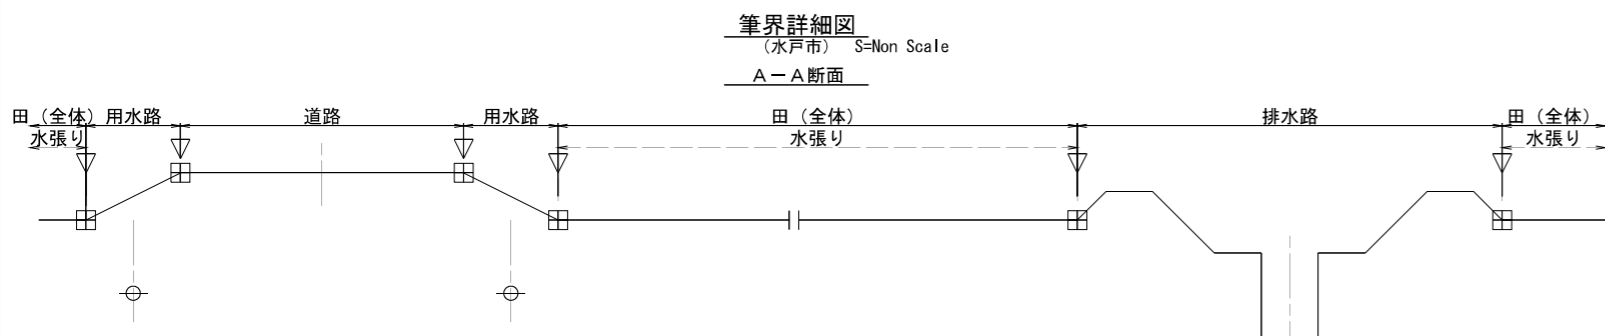 筆界詳細図
(水戸市) S=Non Scale
A-A断面
田(全体) 用水路 道路 用水路 田(全体) 排水路 田(全体)
水張り 水張り 水張り